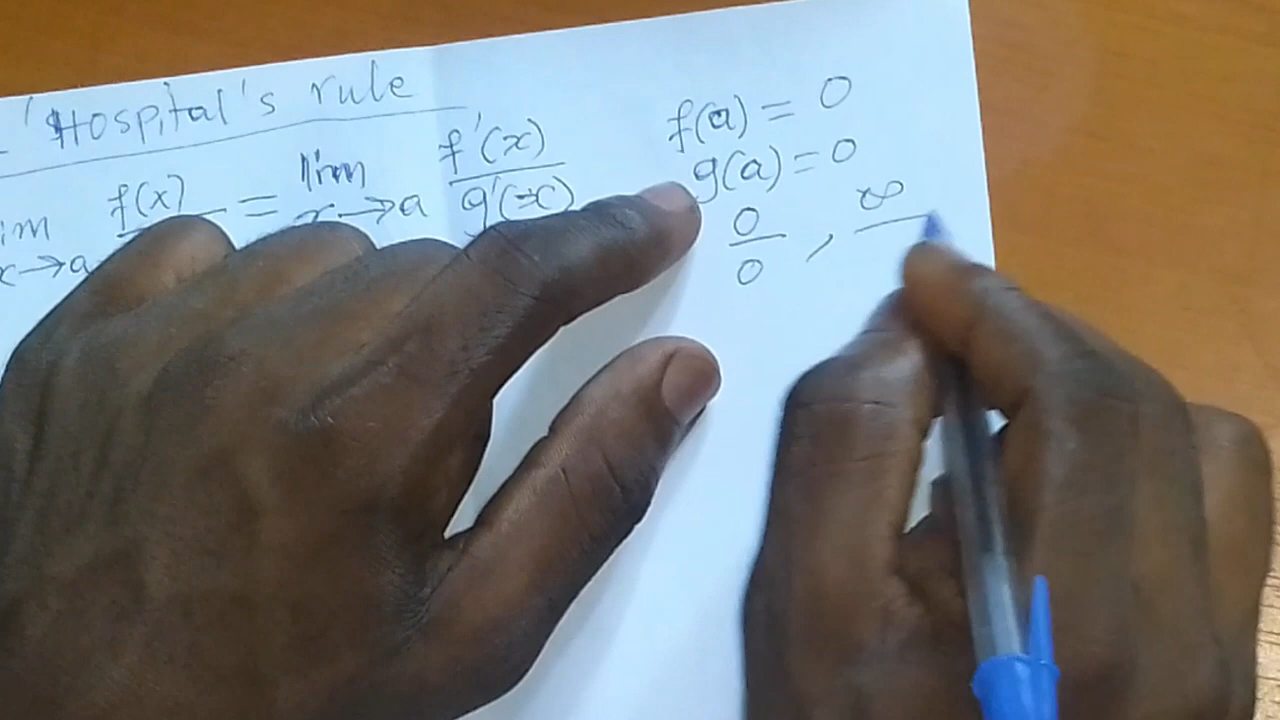 L'Hospital's rule
lim x→a f(x) / = lim x→a f'(x)/g'(x)
f(a) = 0
g(a) = 0
0/0 , ∞/